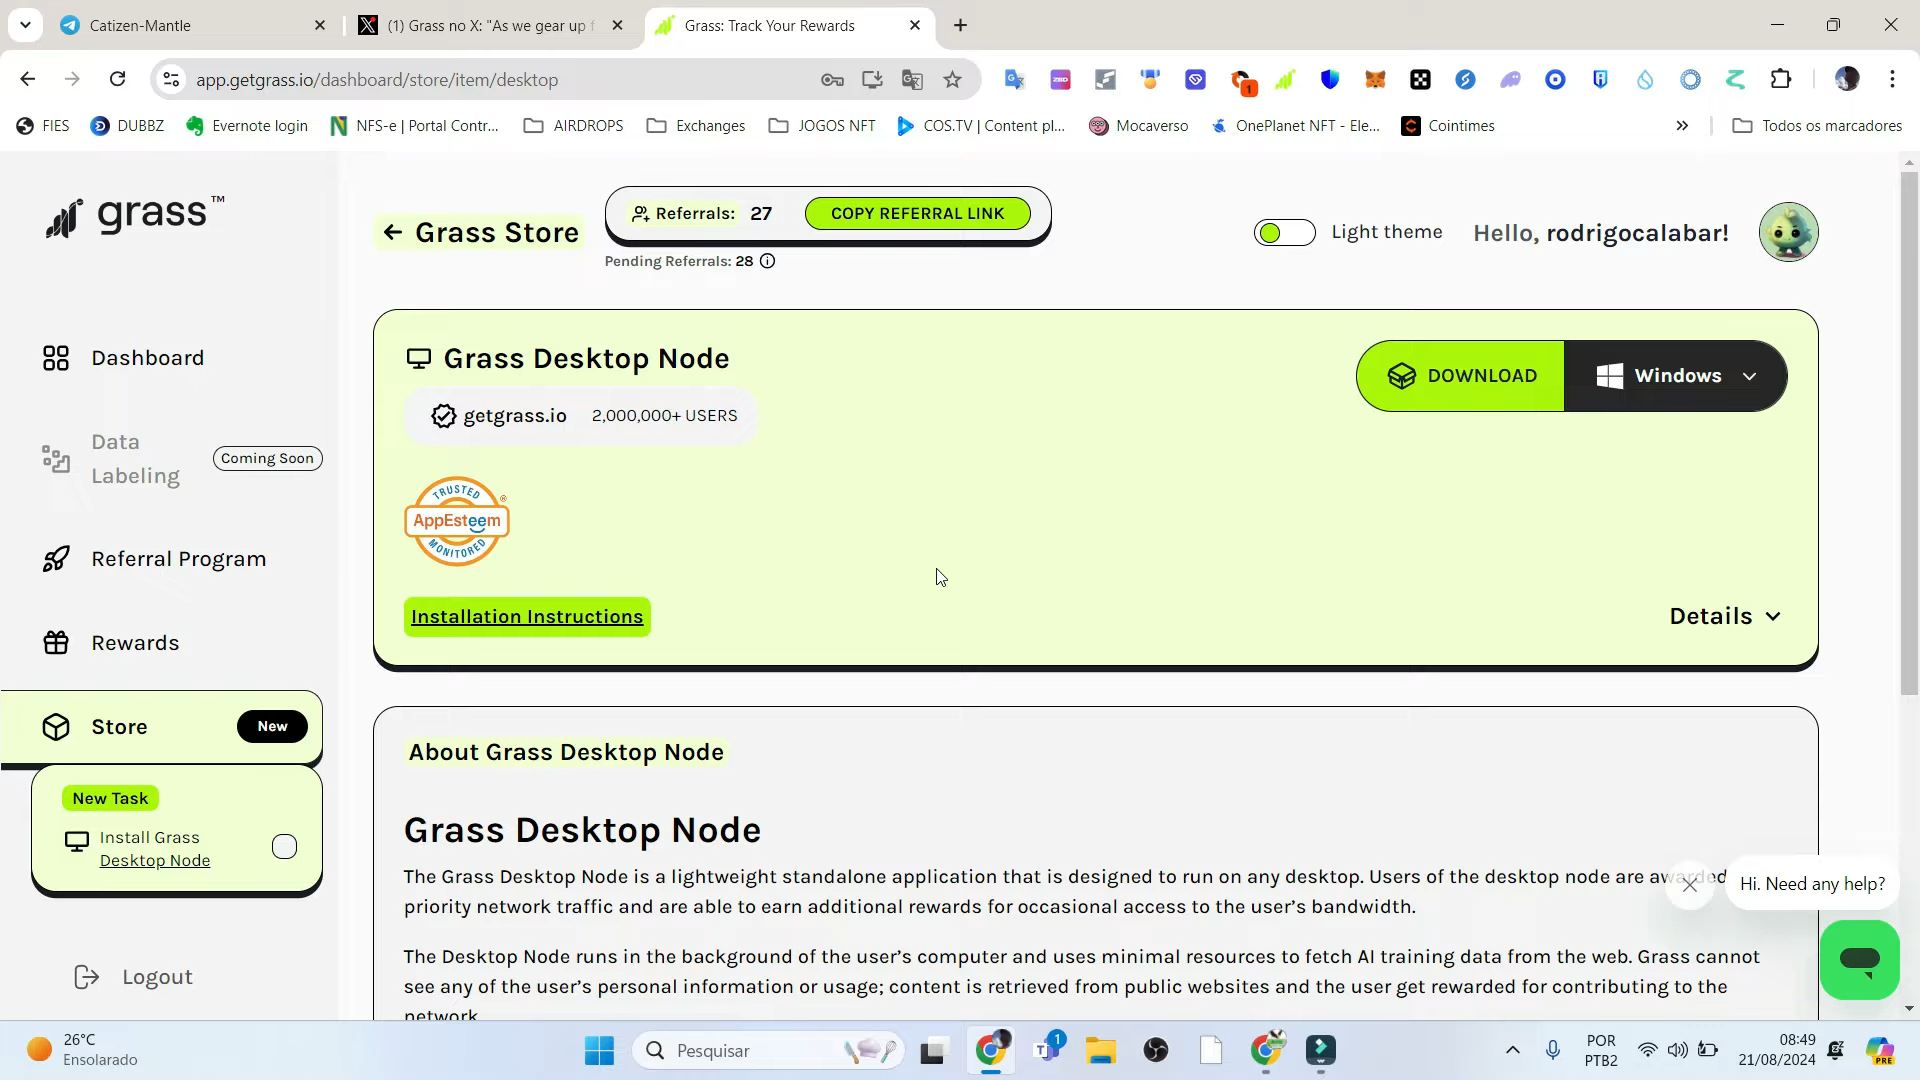 Catizen-Mantle
(1) Grass no X: "As we gear up f
Grass: Track Your Rewards
app.getgrass.io/dashboard/store/item/desktop
ZBD
1
FIES
DUBBZ
Evernote login
NFS-e | Portal Contr...
AIRDROPS
Exchanges
JOGOS NFT
COS.TV | Content pl...
Mocaverso
OnePlanet NFT - Ele...
Cointimes
Todos os marcadores
grass™
Grass Store
Referrals: 27
COPY REFERRAL LINK
Pending Referrals: 28
Light theme
Hello, rodrigocalabar!
Dashboard
Data
Labeling
Coming Soon
Referral Program
Rewards
Store
New
New Task
Install Grass
Desktop Node
Logout
Grass Desktop Node
getgrass.io
2,000,000+ USERS
DOWNLOAD
Windows
TRUSTED
AppEsteem
MONITORED
®
Installation Instructions
Details
About Grass Desktop Node
Grass Desktop Node
The Grass Desktop Node is a lightweight standalone application that is designed to run on any desktop. Users of the desktop node are awarded
priority network traffic and are able to earn additional rewards for occasional access to the user's bandwidth.
The Desktop Node runs in the background of the user's computer and uses minimal resources to fetch AI training data from the web. Grass cannot
see any of the user's personal information or usage; content is retrieved from public websites and the user get rewarded for contributing to the
network
Hi. Need any help?
26°C
Ensolarado
Pesquisar
1
POR
PTB2
08:49
21/08/2024
PRE